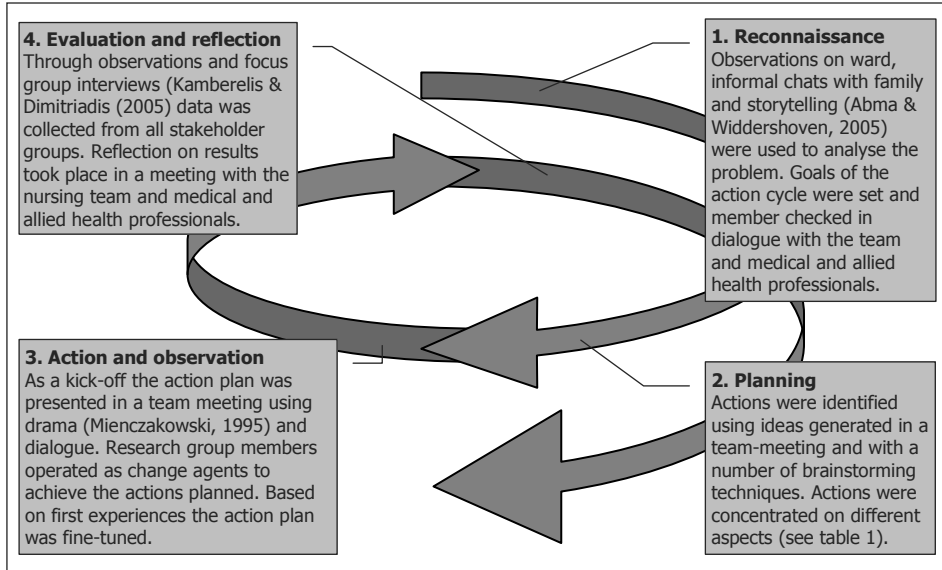 1. Reconnaissance
Observations on ward,
informal chats with family
and storytelling (Abma &
Widdershoven, 2005)
were used to analyse the
problem. Goals of the
action cycle were set and
member checked in
dialogue with the team
and medical and allied
health professionals.
2. Planning
Actions were identified
using ideas generated in a
team-meeting and with a
number of brainstorming
techniques. Actions were
concentrated on different
aspects (see table 1).
3. Action and observation
As a kick-off the action plan was
presented in a team meeting using
drama (Mienczakowski, 1995) and
dialogue. Research group members
operated as change agents to
achieve the actions planned. Based
on first experiences the action plan
was fine-tuned.
4. Evaluation and reflection
Through observations and focus
group interviews (Kamberelis &
Dimitriadis (2005) data was
collected from all stakeholder
groups. Reflection on results
took place in a meeting with the
nursing team and medical and
allied health professionals.